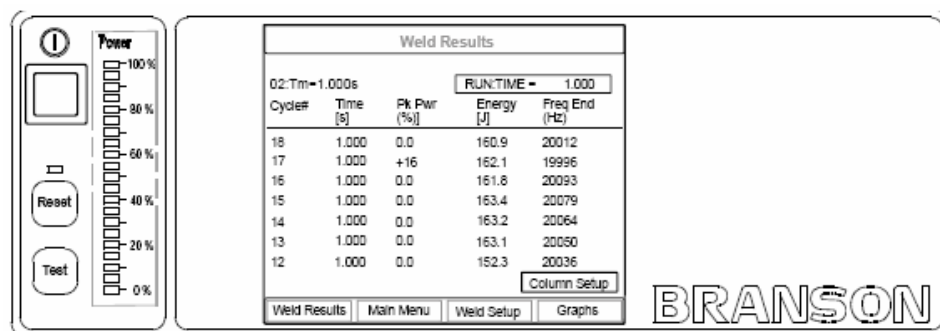 Power
100 %
80 %
60 %
Reset
40 %
20 %
Test
0 %
Weld Results
02:Tm=1.000s RUN:TIME = 1.000
Cycle# Time [s] Pk Pwr (%)] Energy [J] Freq End (Hz)
18 1.000 0.0 160.9 20012
17 1.000 +16 162.1 19996
16 1.000 0.0 161.8 20093
15 1.000 0.0 163.4 20079
14 1.000 0.0 163.2 20064
13 1.000 0.0 163.1 20050
12 1.000 0.0 152.3 20036
Column Setup
Weld Results Main Menu Weld Setup Graphs
BRANSON